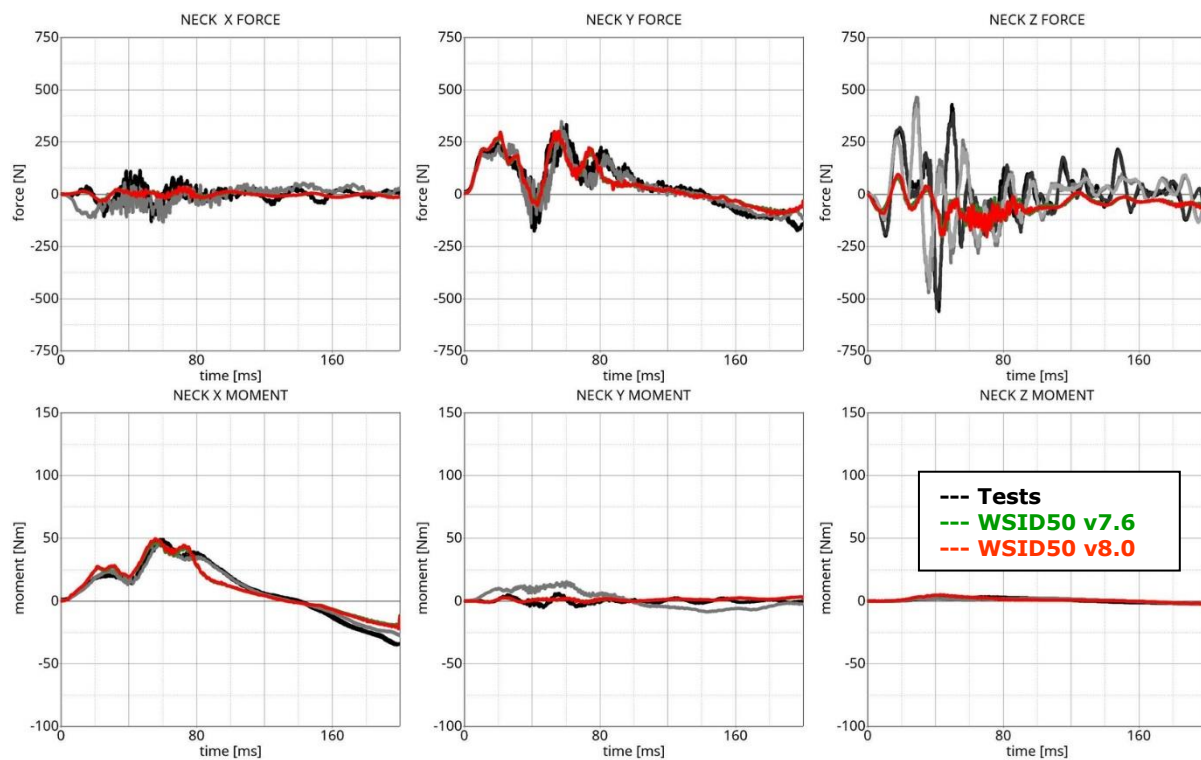 NECK X FORCE
750
500
250
0
-250
-500
-750
force [N]
0
80
160
time [ms]
NECK Y FORCE
750
500
250
0
-250
-500
-750
force [N]
0
80
160
time [ms]
NECK Z FORCE
750
500
250
0
-250
-500
-750
force [N]
0
80
160
time [ms]
NECK X MOMENT
150
100
50
0
-50
-100
moment [Nm]
0
80
160
time [ms]
NECK Y MOMENT
150
100
50
0
-50
-100
moment [Nm]
0
80
160
time [ms]
NECK Z MOMENT
150
100
50
0
-50
-100
moment [Nm]
0
80
160
time [ms]
--- Tests
--- WSID50 v7.6
--- WSID50 v8.0